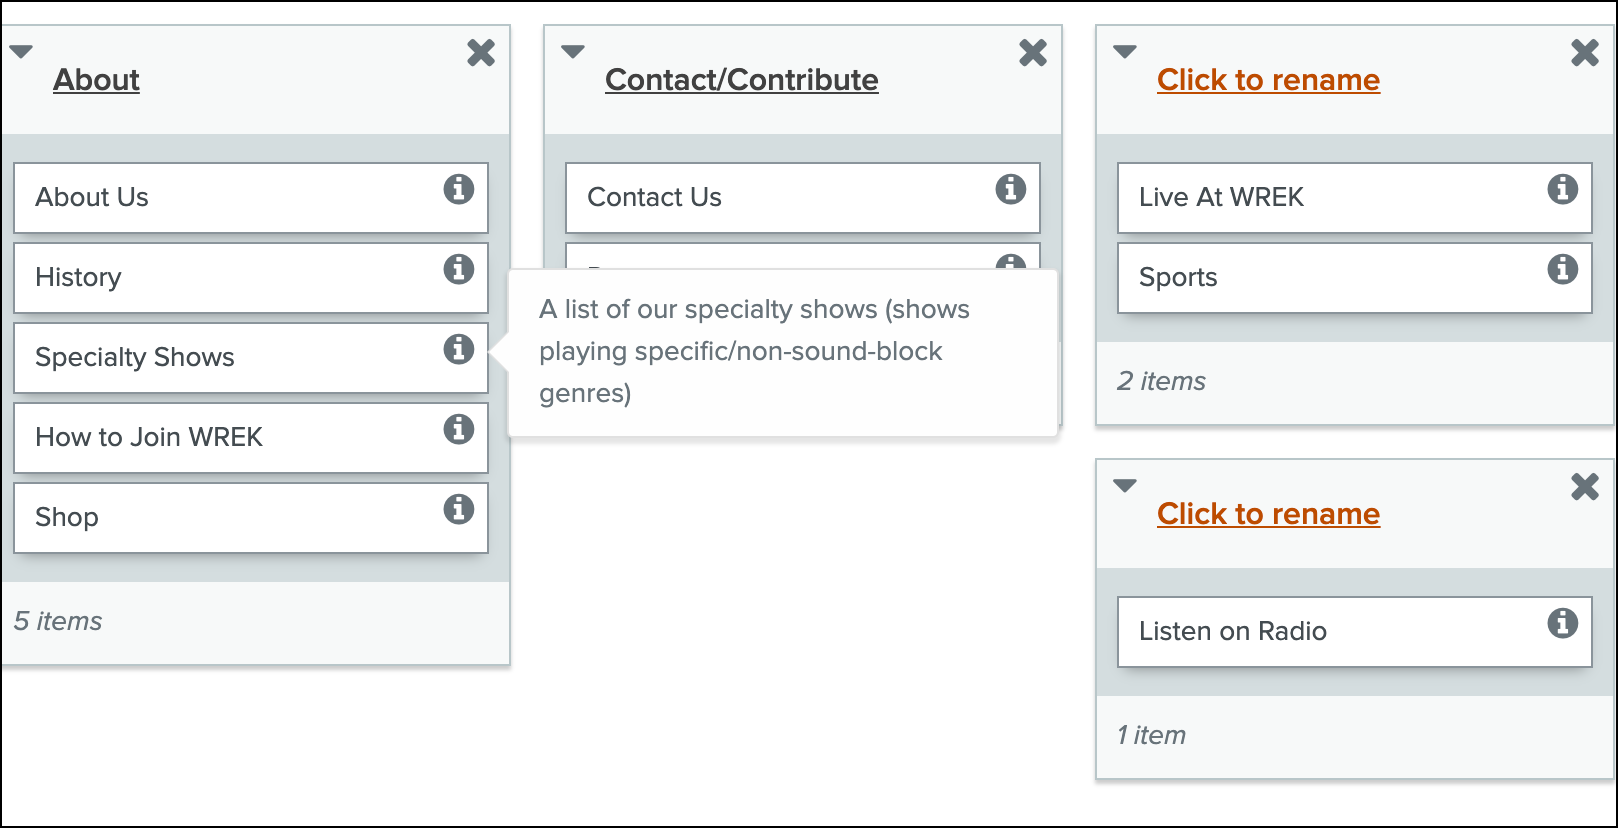 About
About Us
History
Specialty Shows
How to Join WREK
Shop
5 items
Contact/Contribute
Contact Us
A list of our specialty shows (shows
playing specific/non-sound-block
genres)
Click to rename
Live At WREK
Sports
2 items
Click to rename
Listen on Radio
1 item